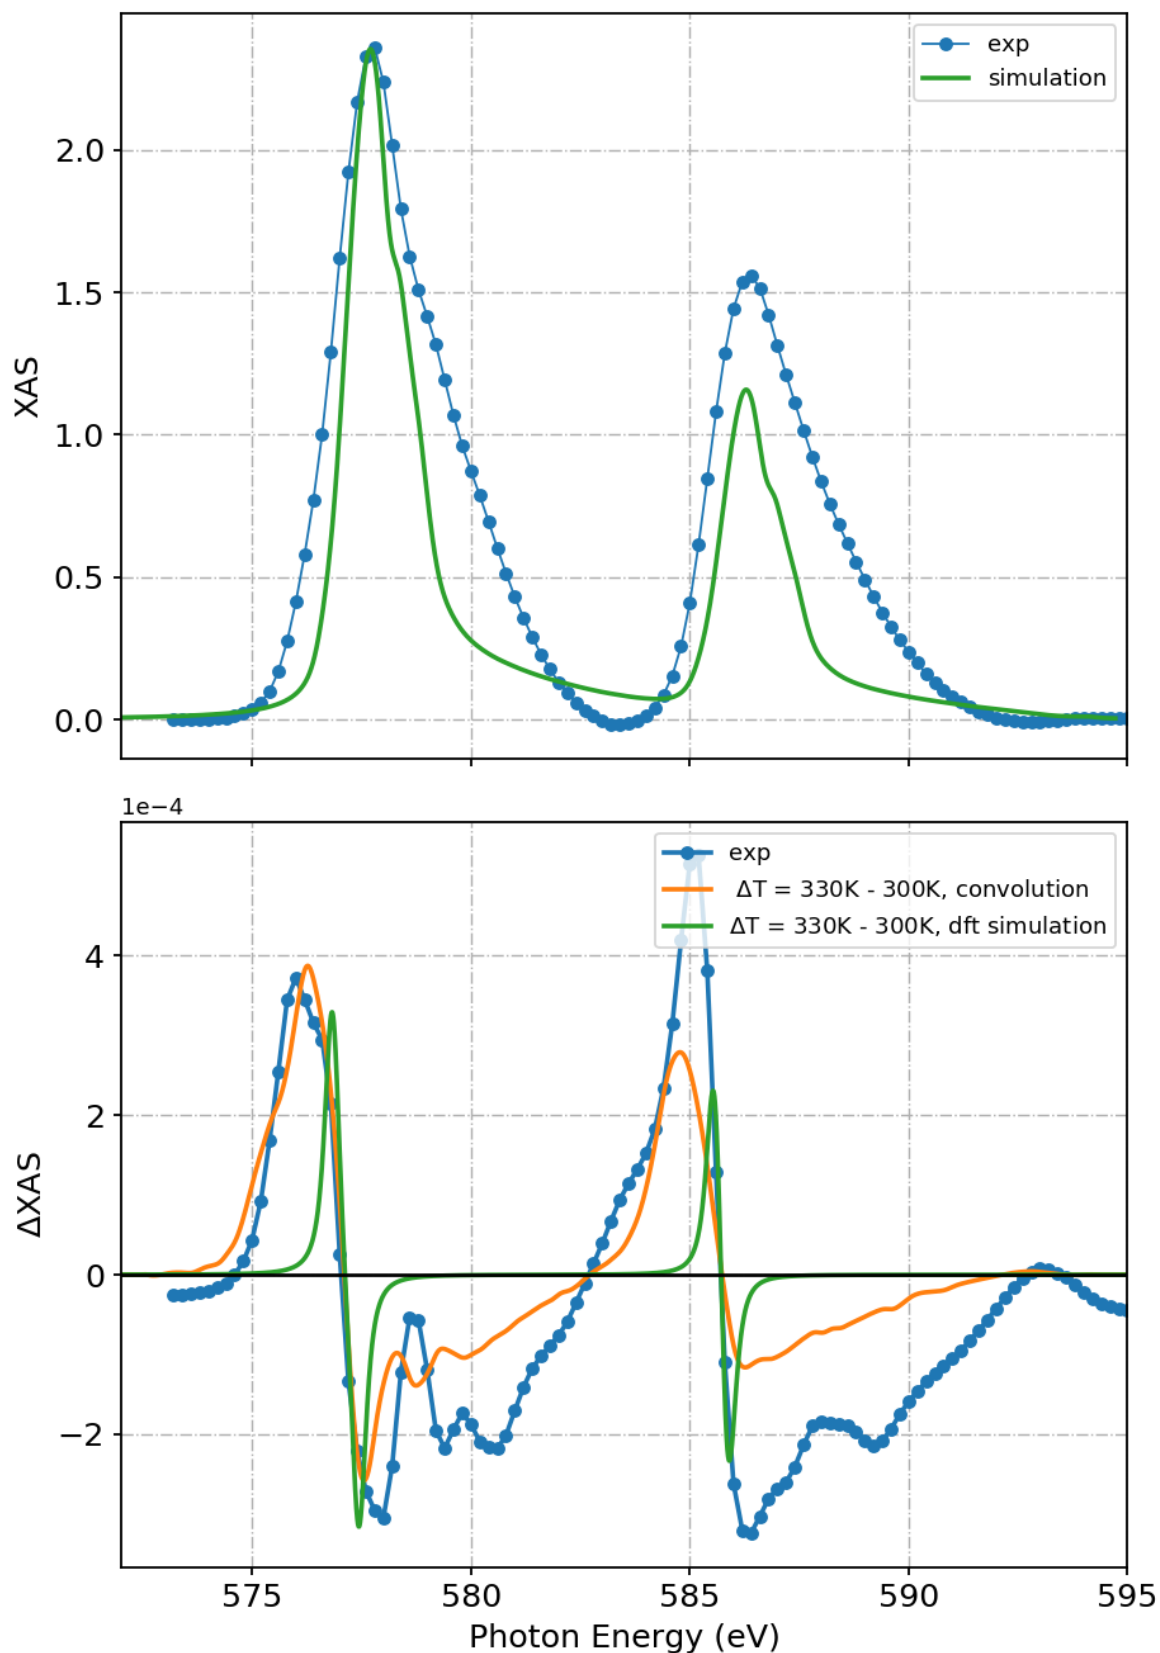 exp
simulation
2.0
1.5
1.0
0.5
0.0
XAS
1e−4
exp
ΔT = 330K - 300K, convolution
ΔT = 330K - 300K, dft simulation
4
2
0
−2
ΔXAS
575 580 585 590 595
Photon Energy (eV)